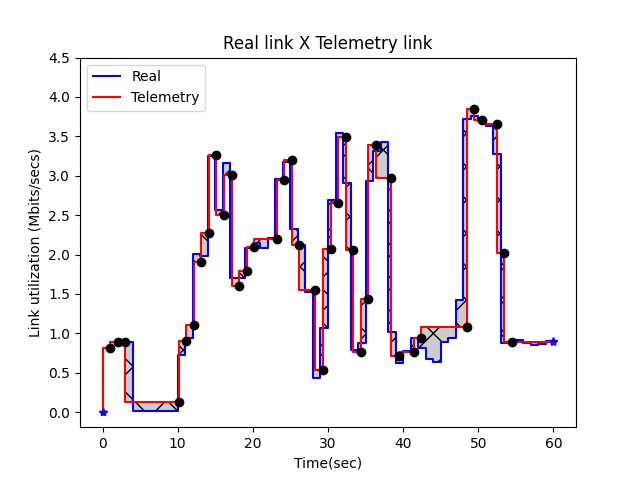 Real link X Telemetry link
Real
Telemetry
Link utilization (Mbits/secs)
4.5
4.0
3.5
3.0
2.5
2.0
1.5
1.0
0.5
0.0
0 10 20 30 40 50 60
Time(sec)